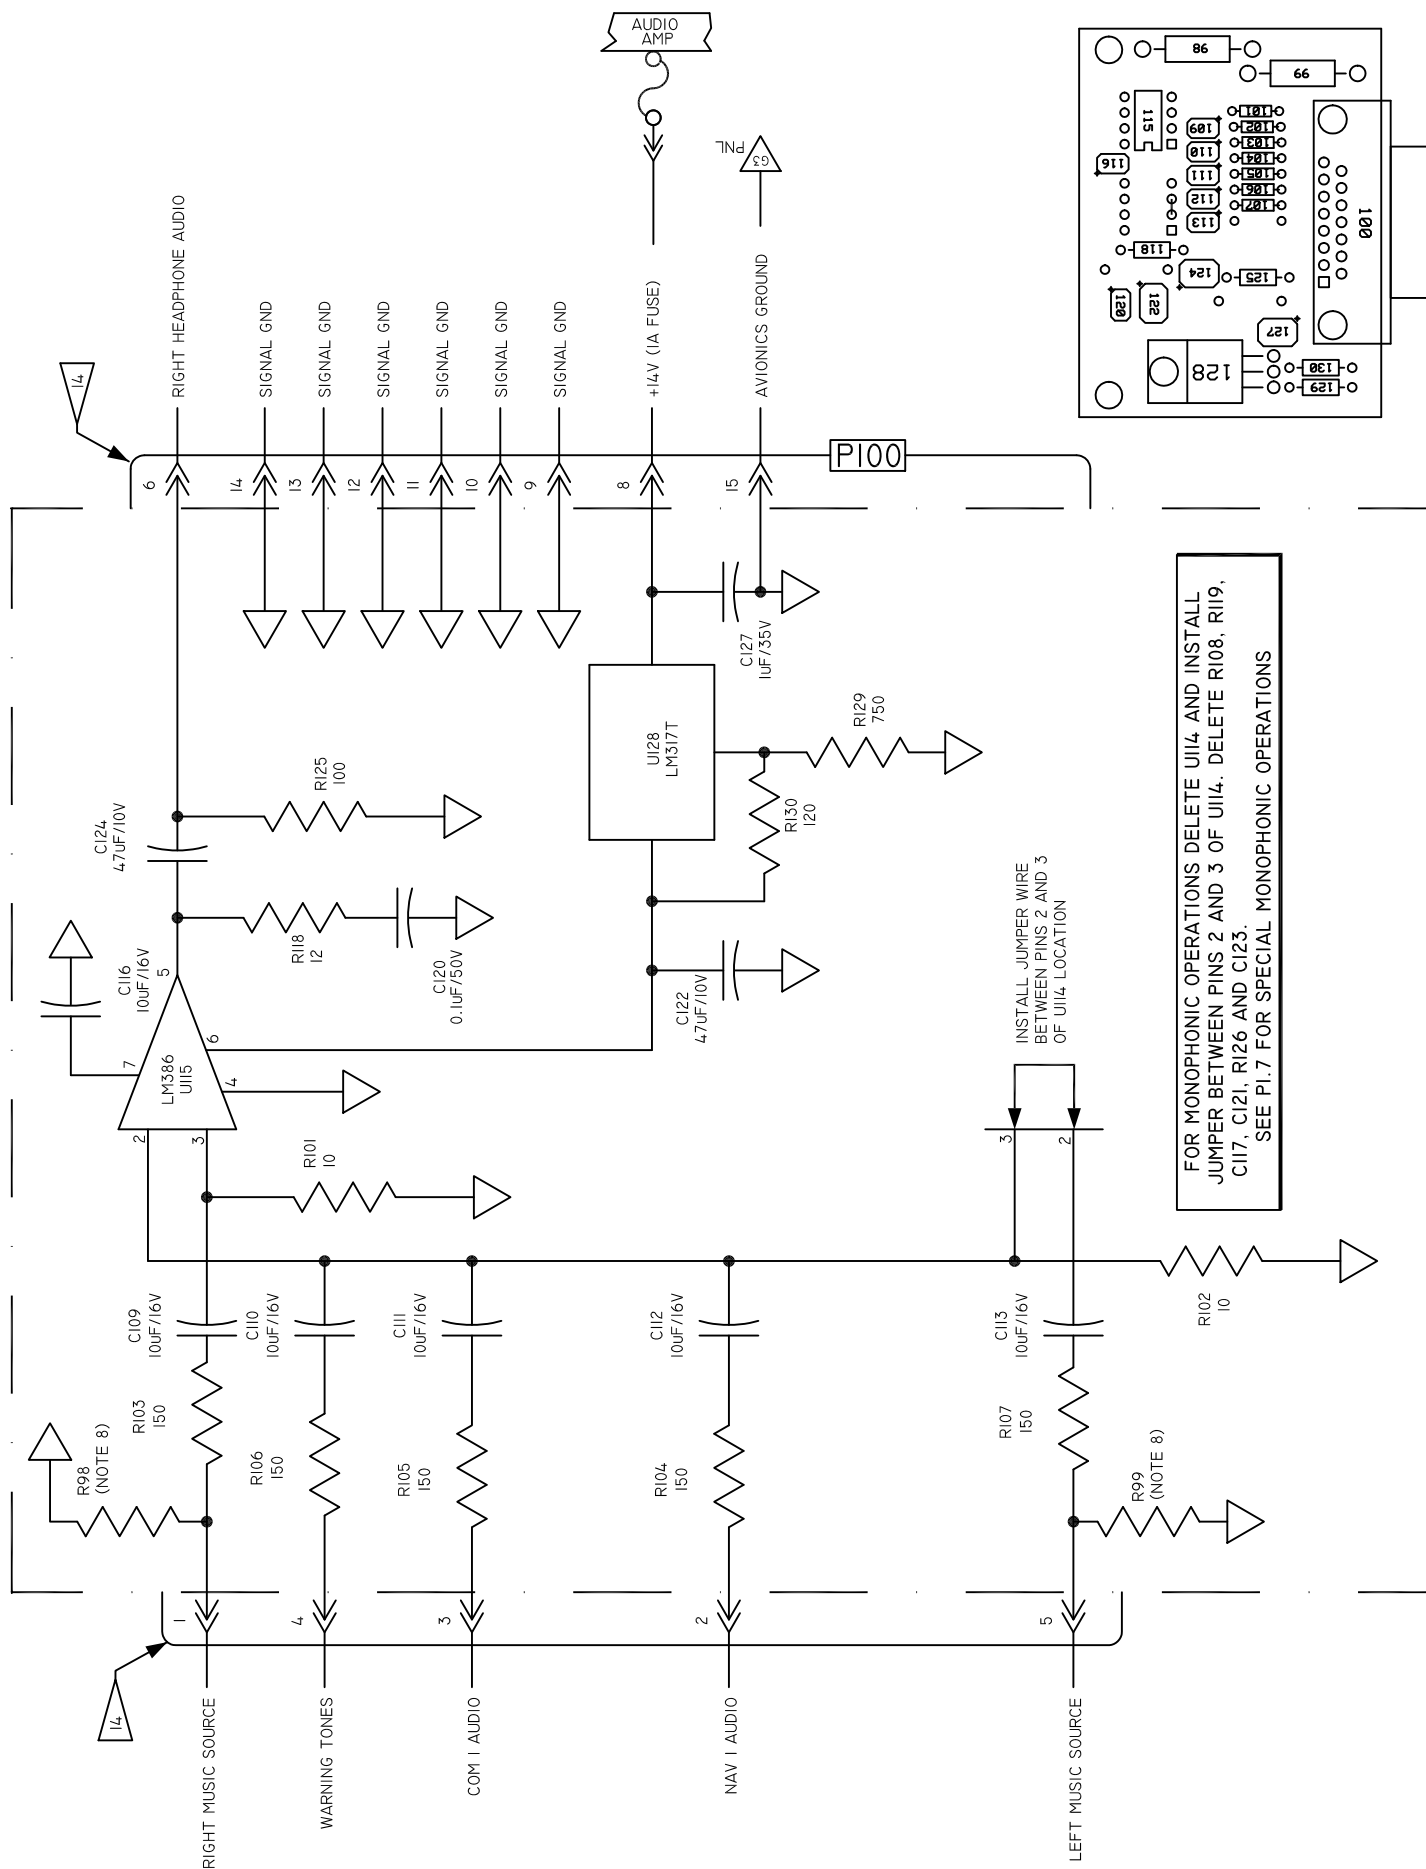 AUDIO
AMP
14
RIGHT HEADPHONE AUDIO
SIGNAL GND
SIGNAL GND
SIGNAL GND
SIGNAL GND
SIGNAL GND
SIGNAL GND
+14V (1A FUSE)
AVIONICS GROUND
G3
PNL
6
14
13
12
11
10
9
8
15
P100
C124
47uF/10V
R125
100
C116
10uF/16V
R118
12
C120
0.1uF/50V
LM386
U115
7
5
6
4
2
3
U128
LM317T
C127
1uF/35V
R129
750
R130
120
C122
47uF/10V
R101
10
INSTALL JUMPER WIRE
BETWEEN PINS 2 AND 3
OF U114 LOCATION
3
2
R102
10
C109
10uF/16V
C110
10uF/16V
C111
10uF/16V
C112
10uF/16V
C113
10uF/16V
R98
(NOTE 8)
R103
150
R106
150
R105
150
R104
150
R107
150
R99
(NOTE 8)
1
4
3
2
5
14
RIGHT MUSIC SOURCE
WARNING TONES
COM 1 AUDIO
NAV 1 AUDIO
LEFT MUSIC SOURCE
FOR MONOPHONIC OPERATIONS DELETE U114 AND INSTALL
JUMPER BETWEEN PINS 2 AND 3 OF U114. DELETE R108, R119,
C117, C121, R126 AND C123.
SEE P1.7 FOR SPECIAL MONOPHONIC OPERATIONS
98
99
115
116
109
110
111
112
113
101
102
103
104
105
106
107
100
118
120
122
124
125
127
128
130
129